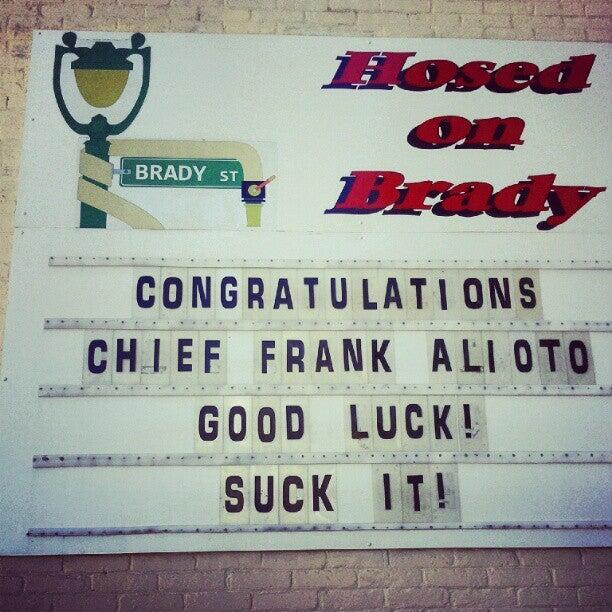 Hosed
on
Brady
BRADY ST
CONGRATULATIONS
CHIEF FRANK ALIOTO
GOOD LUCK!
SUCK IT!